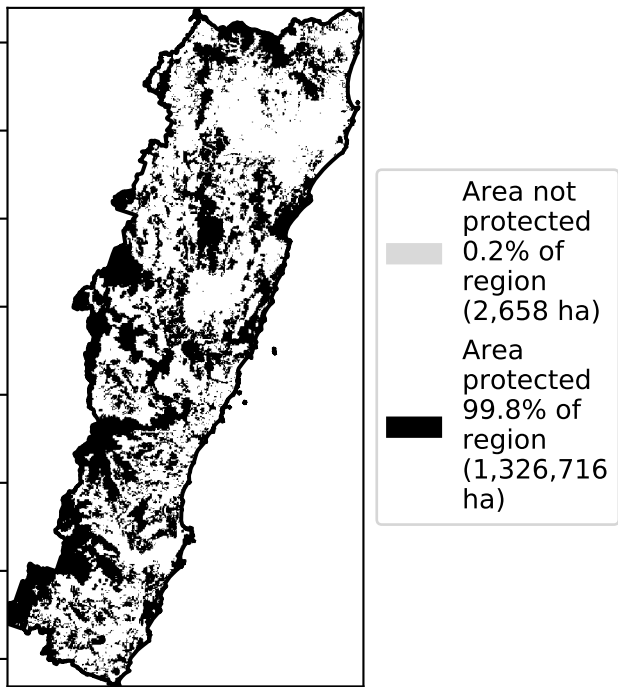 Area not
protected
0.2% of
region
(2,658 ha)
Area
protected
99.8% of
region
(1,326,716
ha)